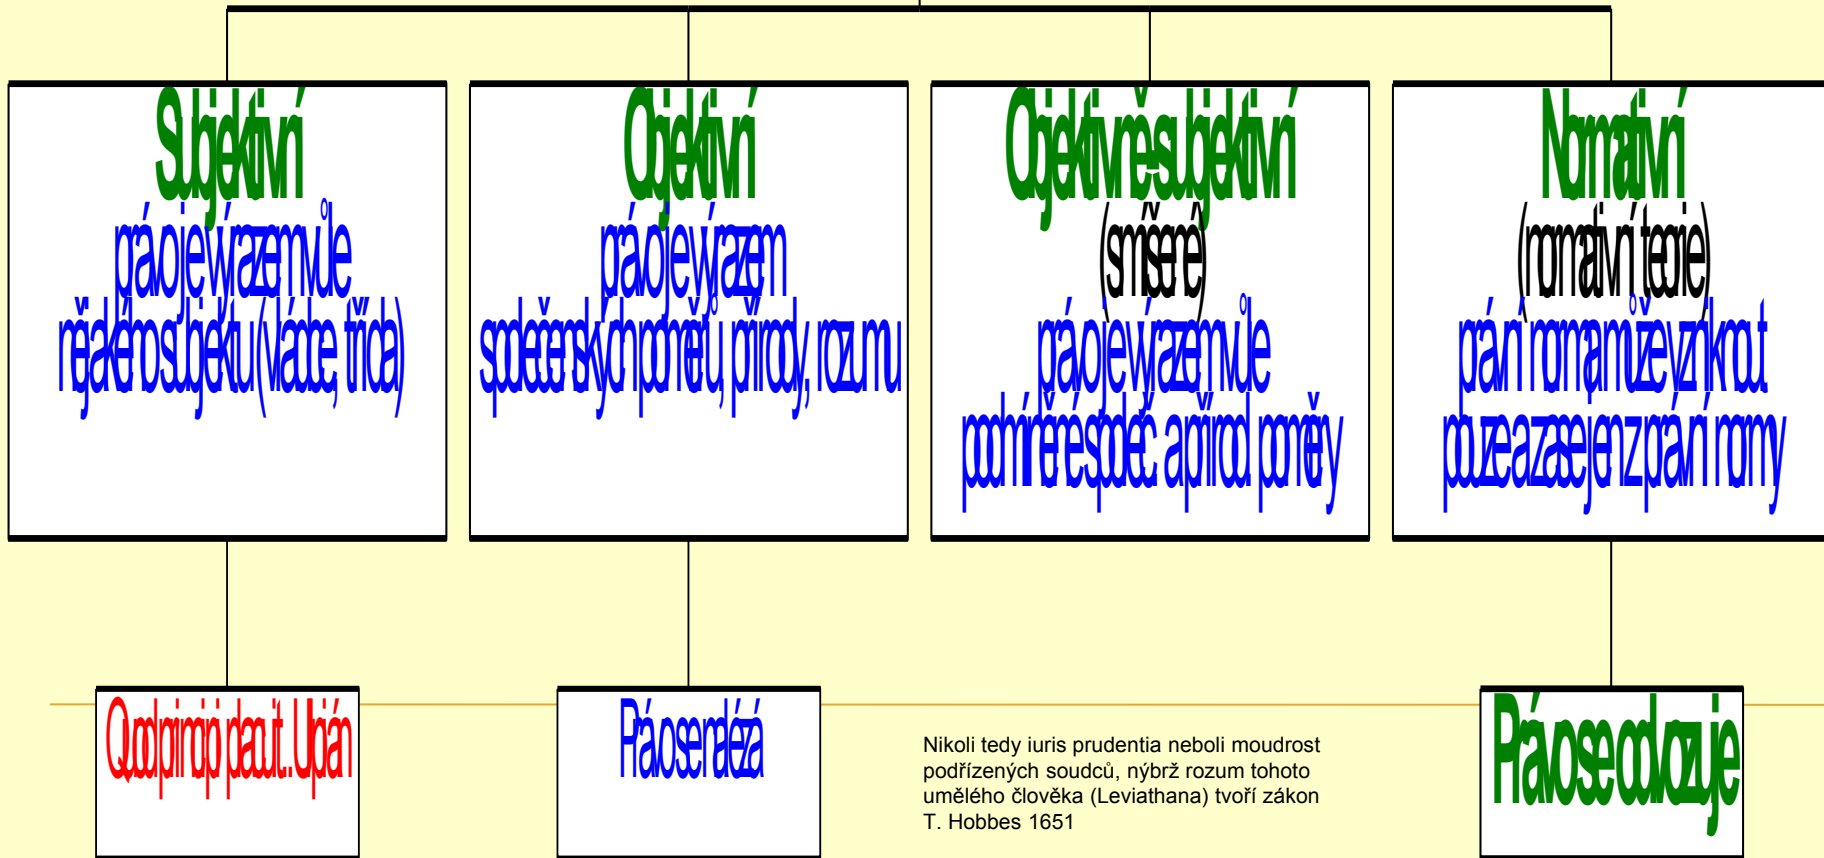 Subjektivní
právo je výrazem vůle
nějakého subjektu (vládce, třída)
Objektivní
právo je výrazem
společenských poměrů, přírody, rozumu
Objektivně-subjektivní
(smíšené)
právo je výrazem vůle
podmíněné společ. a přírod. poměry
Normativní
(normativní teorie)
právní norma může vzniknout
pouze a zase jen z právní normy
Quod principi placuit..Ulpián
Právo se nalézá
Nikoli tedy iuris prudentia neboli moudrost
podřízených soudců, nýbrž rozum tohoto
umělého člověka (Leviathana) tvoří zákon
T. Hobbes 1651
Právo se odvozuje